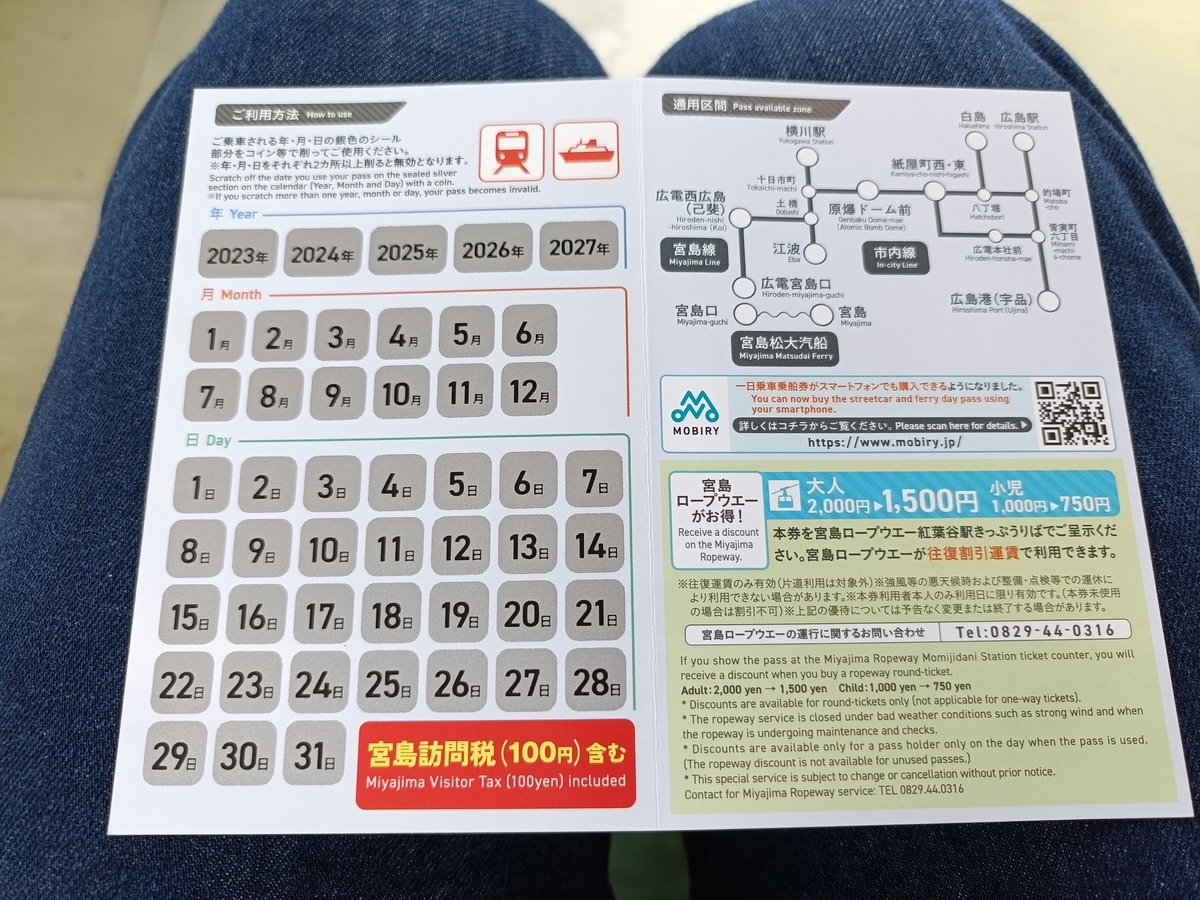 ご利用方法 How to use
ご乗車される年・月・日の銀色のシール
部分をコイン等で削ってご使用ください。
※年・月・日をそれぞれ2カ所以上削ると無効となります。
Scratch off the date you use your pass on the sealed silver
section on the calendar (Year, Month and Day) with a coin.
※If you scratch more than one year, month or day, your pass becomes invalid.
年 Year
2023年 2024年 2025年 2026年 2027年
月 Month
1月 2月 3月 4月 5月 6月
7月 8月 9月 10月 11月 12月
日 Day
1日 2日 3日 4日 5日 6日 7日
8日 9日 10日 11日 12日 13日 14日
15日 16日 17日 18日 19日 20日 21日
22日 23日 24日 25日 26日 27日 28日
29日 30日 31日
宮島訪問税(100円)含む
Miyajima Visitor Tax (100yen) included
通用区間 Pass available zone
横川駅
Yokogawa Station
白島
Hakushima
広島駅
Hiroshima Station
紙屋町西・東
Kamiya-cho-nishi・higashi
十日市町
Tokaichi-machi
土橋
Dobashi
原爆ドーム前
Genbaku Dome-mae
(Atomic Bomb Dome)
八丁堀
Hatchobori
的場町
Matoba
-cho
広電西広島
(己斐)
Hiroden-nishi
-hiroshima (Koi)
江波
Eba
広電本社前
Hiroden-honsha-mae
皆実町
六丁目
Minami
-machi
6-chome
宮島線
Miyajima Line
市内線
In-city Line
広電宮島口
Hiroden-miyajima-guchi
広島港(宇品)
Hiroshima Port (Ujina)
宮島口
Miyajima-guchi
宮島
Miyajima
宮島松大汽船
Miyajima Matsudai Ferry
MOBIRY
一日乗車乗船券がスマートフォンでも購入できるようになりました。
You can now buy the streetcar and ferry day pass using
your smartphone.
詳しくはコチラからご覧ください。Please scan here for details.▶
https://www.mobiry.jp/
宮島
ロープウエー
がお得!
Receive a discount
on the Miyajima
Ropeway.
大人
2,000円▶1,500円
小児
1,000円▶750円
本券を宮島ロープウエー紅葉谷駅きっぷうりばでご呈示くだ
さい。宮島ロープウエーが往復割引運賃で利用できます。
※往復運賃のみ有効(片道利用は対象外)※強風等の悪天候時および整備・点検等での運休に
より利用できない場合があります。※本券利用者本人のみ利用日に限り有効です。(本券未使用
の場合は割引不可)※上記の優待については予告なく変更または終了する場合があります。
宮島ロープウエーの運行に関するお問い合わせ Tel:0829-44-0316
If you show the pass at the Miyajima Ropeway Momijidani Station ticket counter, you will
receive a discount when you buy a ropeway round-ticket.
Adult: 2,000 yen → 1,500 yen Child: 1,000 yen → 750 yen
* Discounts are available for round-tickets only (not applicable for one-way tickets).
* The ropeway service is closed under bad weather conditions such as strong wind and when
the ropeway is undergoing maintenance and checks.
* Discounts are available only for a pass holder only on the day when the pass is used.
(The ropeway discount is not available for unused passes.)
* This special service is subject to change or cancellation without prior notice.
Contact for Miyajima Ropeway service: TEL 0829.44.0316